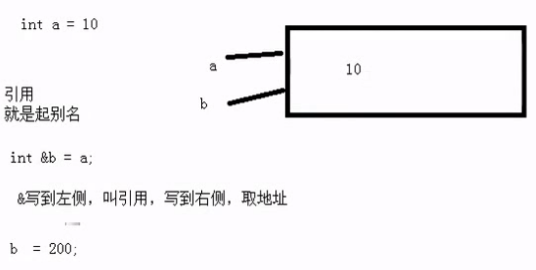 int a = 10
a
10
b
引用
就是起别名
int &b = a;
&写到左侧，叫引用，写到右侧，取地址
b = 200;